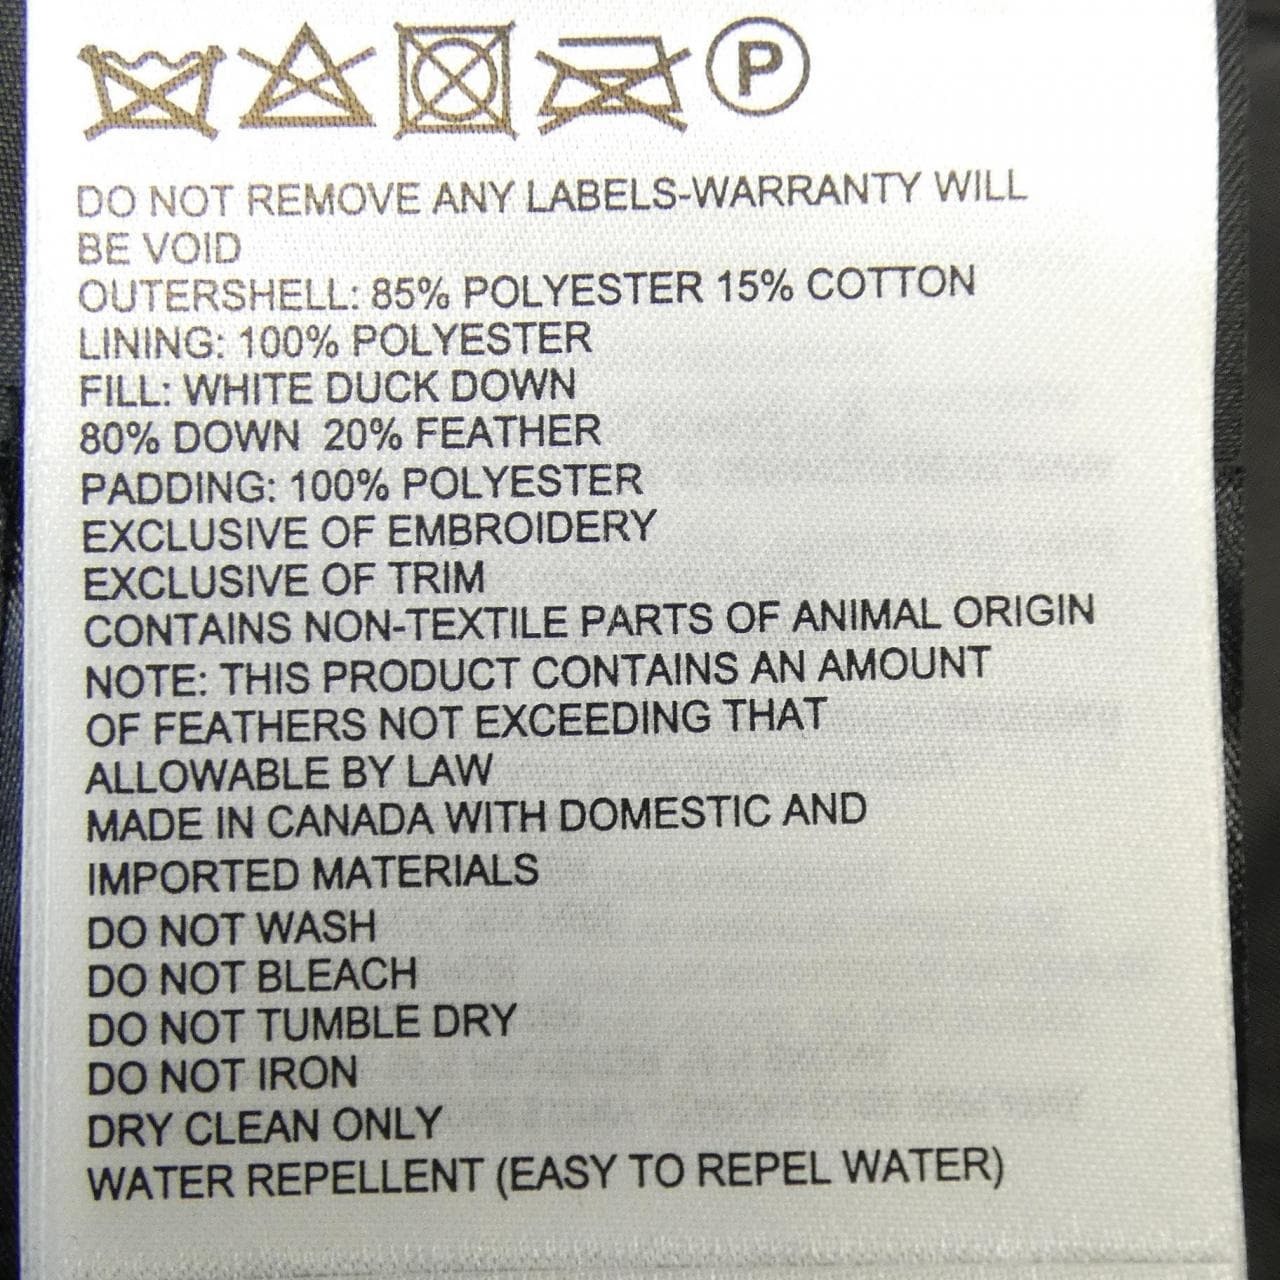 P
DO NOT REMOVE ANY LABELS-WARRANTY WILL
BE VOID
OUTERSHELL: 85% POLYESTER 15% COTTON
LINING: 100% POLYESTER
FILL: WHITE DUCK DOWN
80% DOWN 20% FEATHER
PADDING: 100% POLYESTER
EXCLUSIVE OF EMBROIDERY
EXCLUSIVE OF TRIM
CONTAINS NON-TEXTILE PARTS OF ANIMAL ORIGIN
NOTE: THIS PRODUCT CONTAINS AN AMOUNT
OF FEATHERS NOT EXCEEDING THAT
ALLOWABLE BY LAW
MADE IN CANADA WITH DOMESTIC AND
IMPORTED MATERIALS
DO NOT WASH
DO NOT BLEACH
DO NOT TUMBLE DRY
DO NOT IRON
DRY CLEAN ONLY
WATER REPELLENT (EASY TO REPEL WATER)